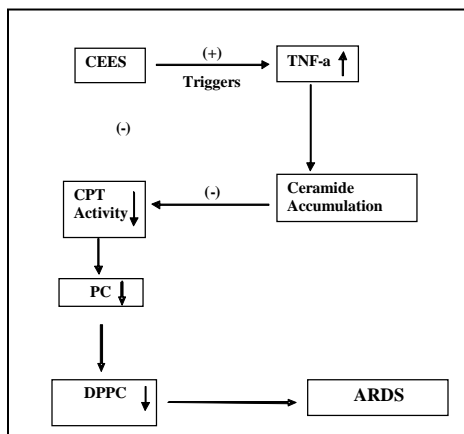 CEES
(+)
Triggers
TNF-a
(-)
CPT
Activity
(-)
Ceramide
Accumulation
PC
DPPC
ARDS